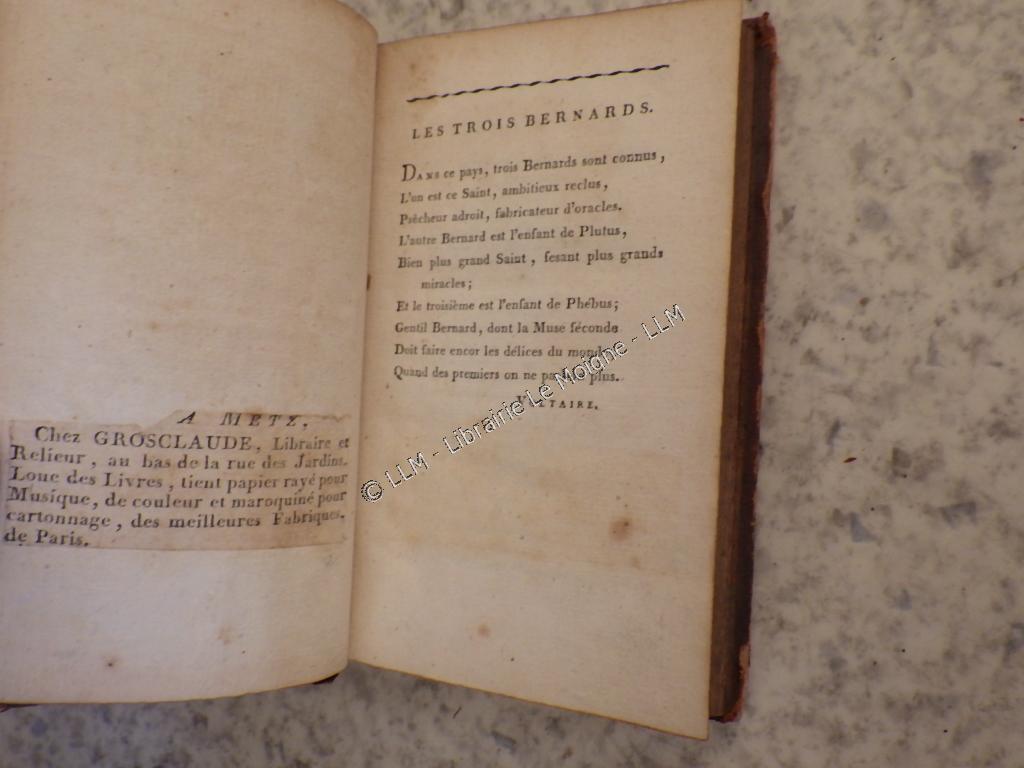 A METZ,
Chez GROSCLAUDE, Libraire et
Relieur, au bas de la rue des Jardins.
Loue des Livres, tient papier rayé pour
Musique, de couleur et maroquiné pour
cartonnage, des meilleures Fabriques
de Paris.
LES TROIS BERNARDS.
DANS ce pays, trois Bernards sont connus,
L'un est ce Saint, ambitieux reclus,
Prêcheur adroit, fabricateur d'oracles.
L'autre Bernard est l'enfant de Plutus,
Bien plus grand Saint, fesant plus grands
miracles;
Et le troisième est l'enfant de Phébus;
Gentil Bernard, dont la Muse féconde
Doit faire encor les délices du monde
Quand des premiers on ne plus.
VOLTAIRE.
© LLM - Librairie Le Moigne - LLM